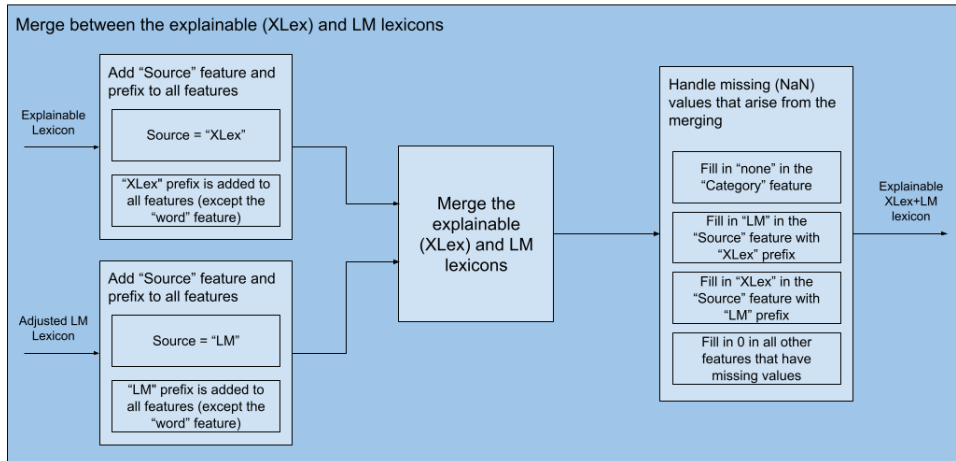 Merge between the explainable (XLex) and LM lexicons
Explainable
Lexicon
Add “Source” feature and
prefix to all features
Source = “XLex”
“XLex" prefix is added to
all features (except the
“word” feature)
Adjusted LM
Lexicon
Add “Source” feature and
prefix to all features
Source = “LM”
“LM" prefix is added to
all features (except the
“word” feature)
Merge the
explainable
(XLex) and LM
lexicons
Handle missing (NaN)
values that arise from the
merging
Fill in “none” in the
“Category” feature
Fill in “LM” in the
“Source” feature with
“XLex” prefix
Fill in “XLex” in the
“Source” feature with
“LM” prefix
Fill in 0 in all other
features that have
missing values
Explainable
XLex+LM
lexicon